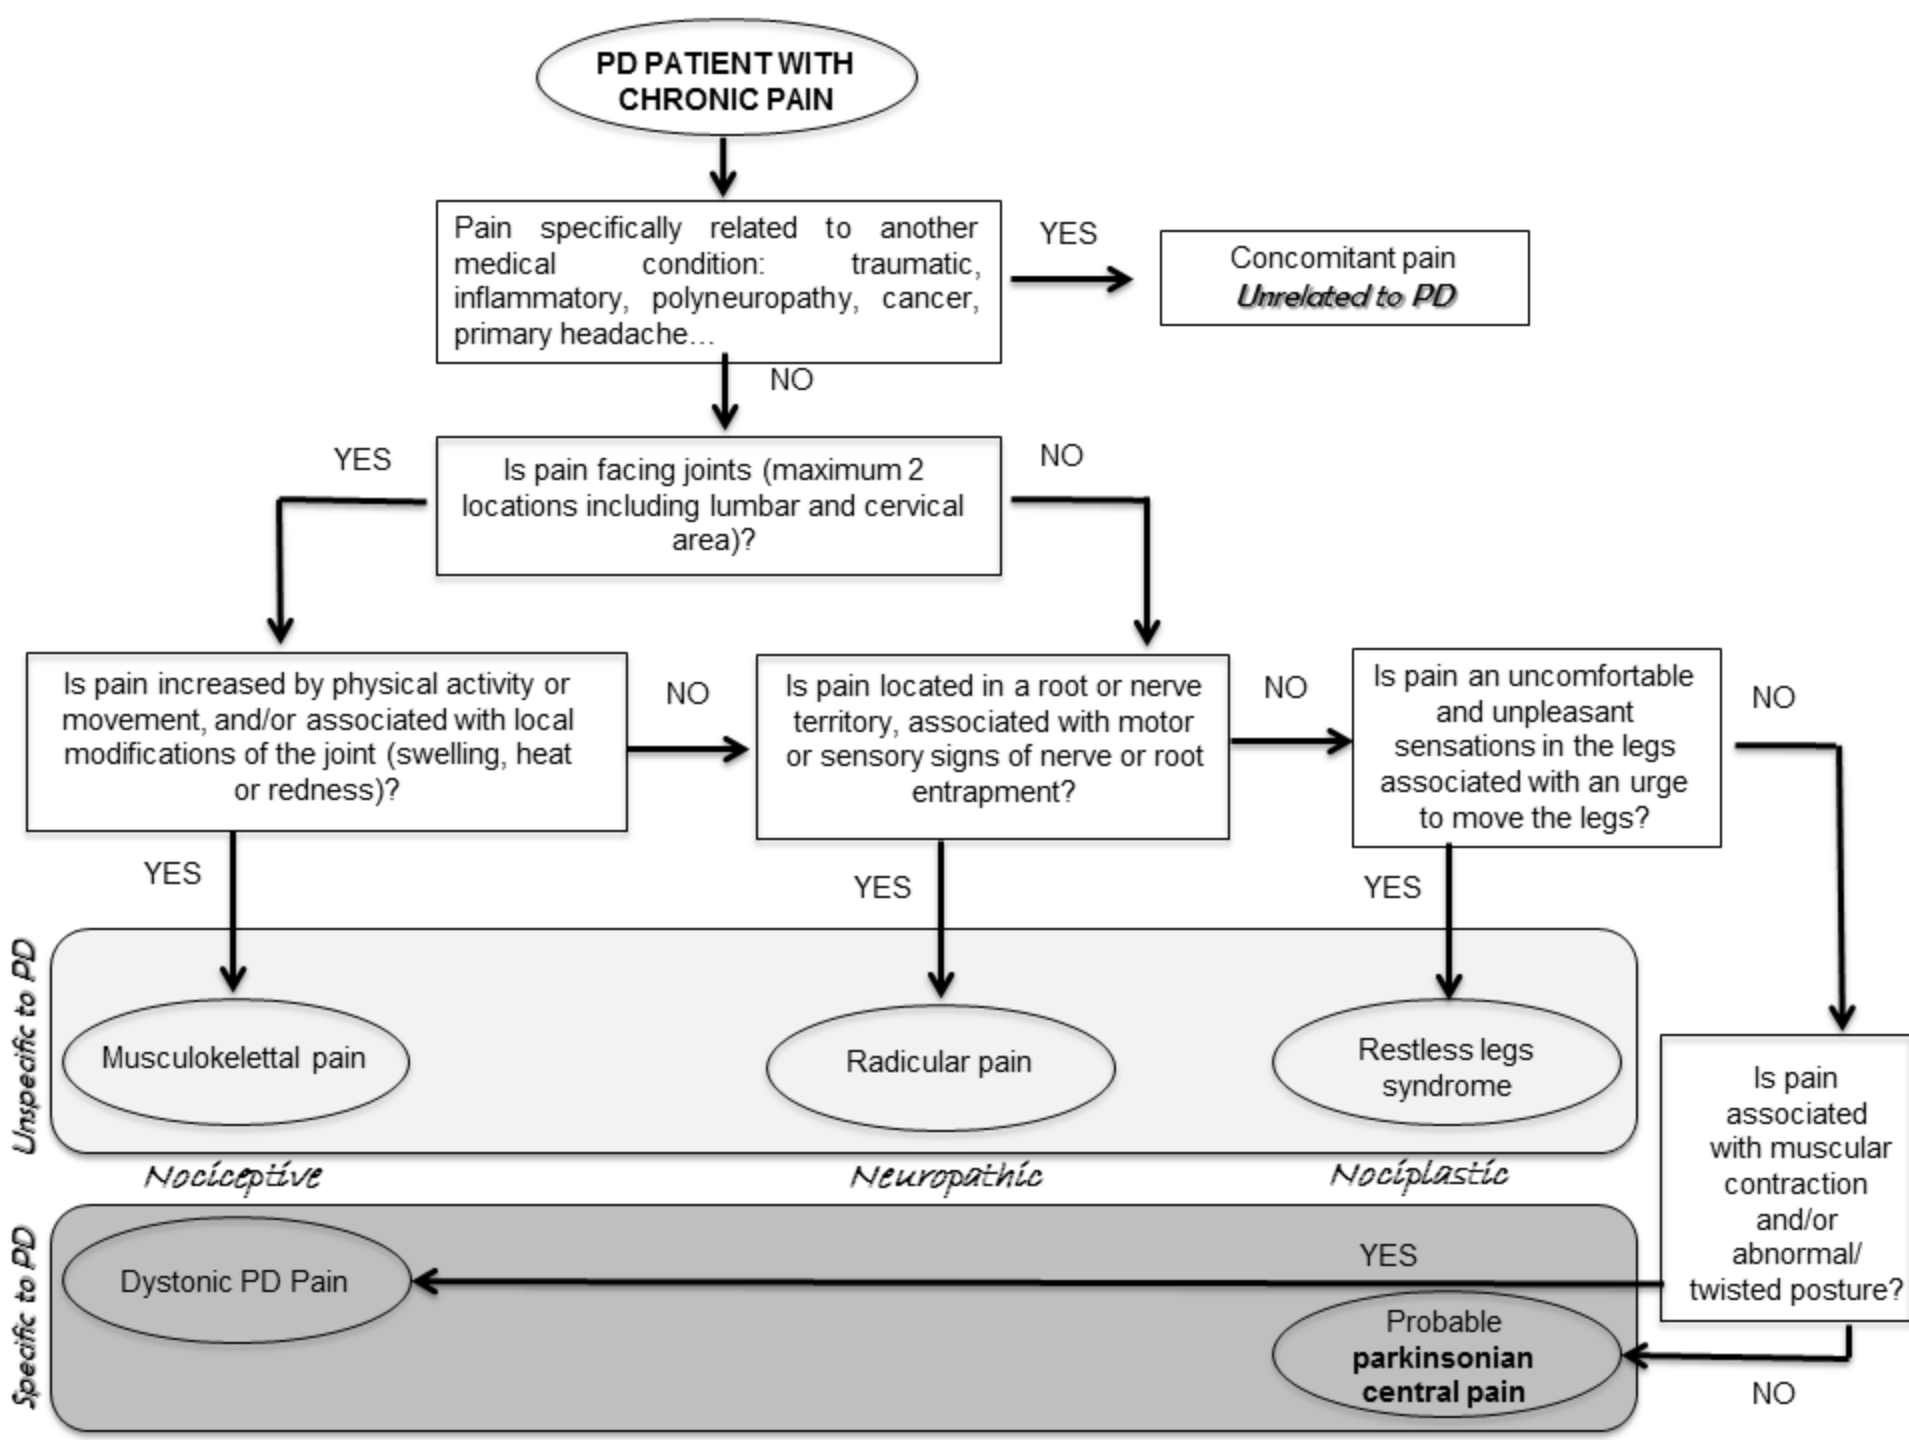 PD PATIENT WITH
CHRONIC PAIN
Pain specifically related to another
medical condition: traumatic,
inflammatory, polyneuropathy, cancer,
primary headache...
YES
Concomitant pain
Unrelated to PD
NO
YES
Is pain facing joints (maximum 2
locations including lumbar and cervical
area)?
NO
Is pain increased by physical activity or
movement, and/or associated with local
modifications of the joint (swelling, heat
or redness)?
NO
Is pain located in a root or nerve
territory, associated with motor
or sensory signs of nerve or root
entrapment?
NO
Is pain an uncomfortable
and unpleasant
sensations in the legs
associated with an urge
to move the legs?
NO
YES
YES
YES
Unspecific to PD
Musculokelettal pain
Radicular pain
Restless legs
syndrome
Is pain
associated
with muscular
contraction
and/or
abnormal/
twisted posture?
Nociceptive
Neuropathic
Nociplastic
Specific to PD
Dystonic PD Pain
YES
Probable
parkinsonian
central pain
NO